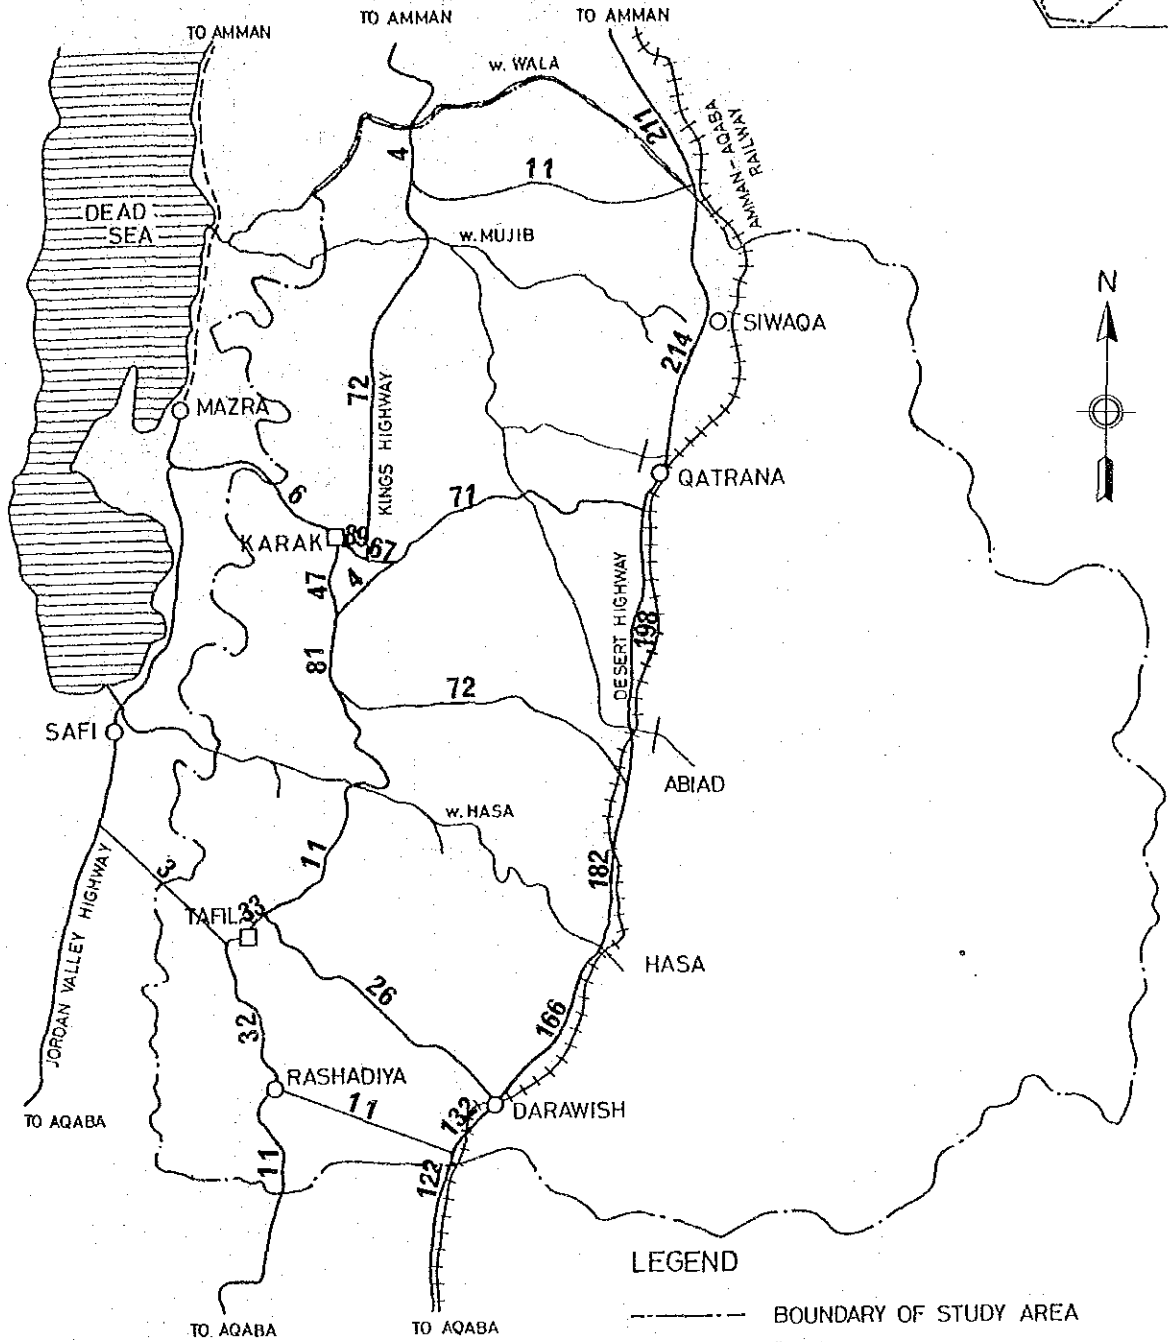 TO AMMAN
TO AMMAN
TO AMMAN
W. WALA
211
AMMAN-AQABA
RAILWAY
4
11
DEAD
SEA
W. MUJIB
N
SIWAQA
214
72
KINGS HIGHWAY
MAZRA
QATRANA
6
71
KARAK
89
67
4
47
DESERT HIGHWAY
198
81
72
SAFI
ABIAD
W. HASA
11
182
3
JORDAN VALLEY HIGHWAY
TAFIL
33
HASA
26
166
32
RASHADIYA
11
DARAWISH
132
TO AQABA
11
122
LEGEND
BOUNDARY OF STUDY AREA
TO AQABA
TO AQABA